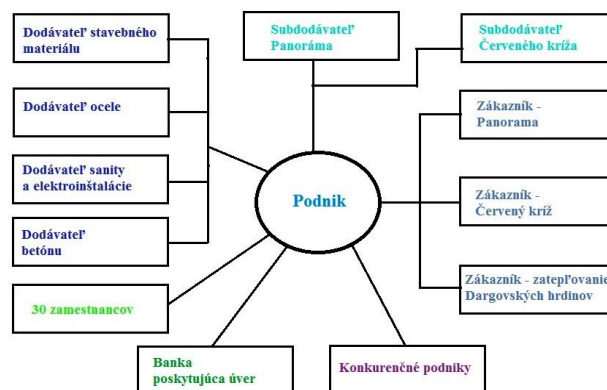 Dodávateľ stavebného
materiálu
Subdodávateľ
Panoráma
Subdodávateľ
Červeného kríža
Dodávateľ ocele
Zákazník -
Panorama
Dodávateľ sanity
a elektroinštalácie
Podnik
Zákazník -
Červený kríž
Dodávateľ
betónu
Zákazník - zatepľovanie
Dargovských hrdinov
30 zamestnancov
Banka
poskytujúca úver
Konkurenčné podniky